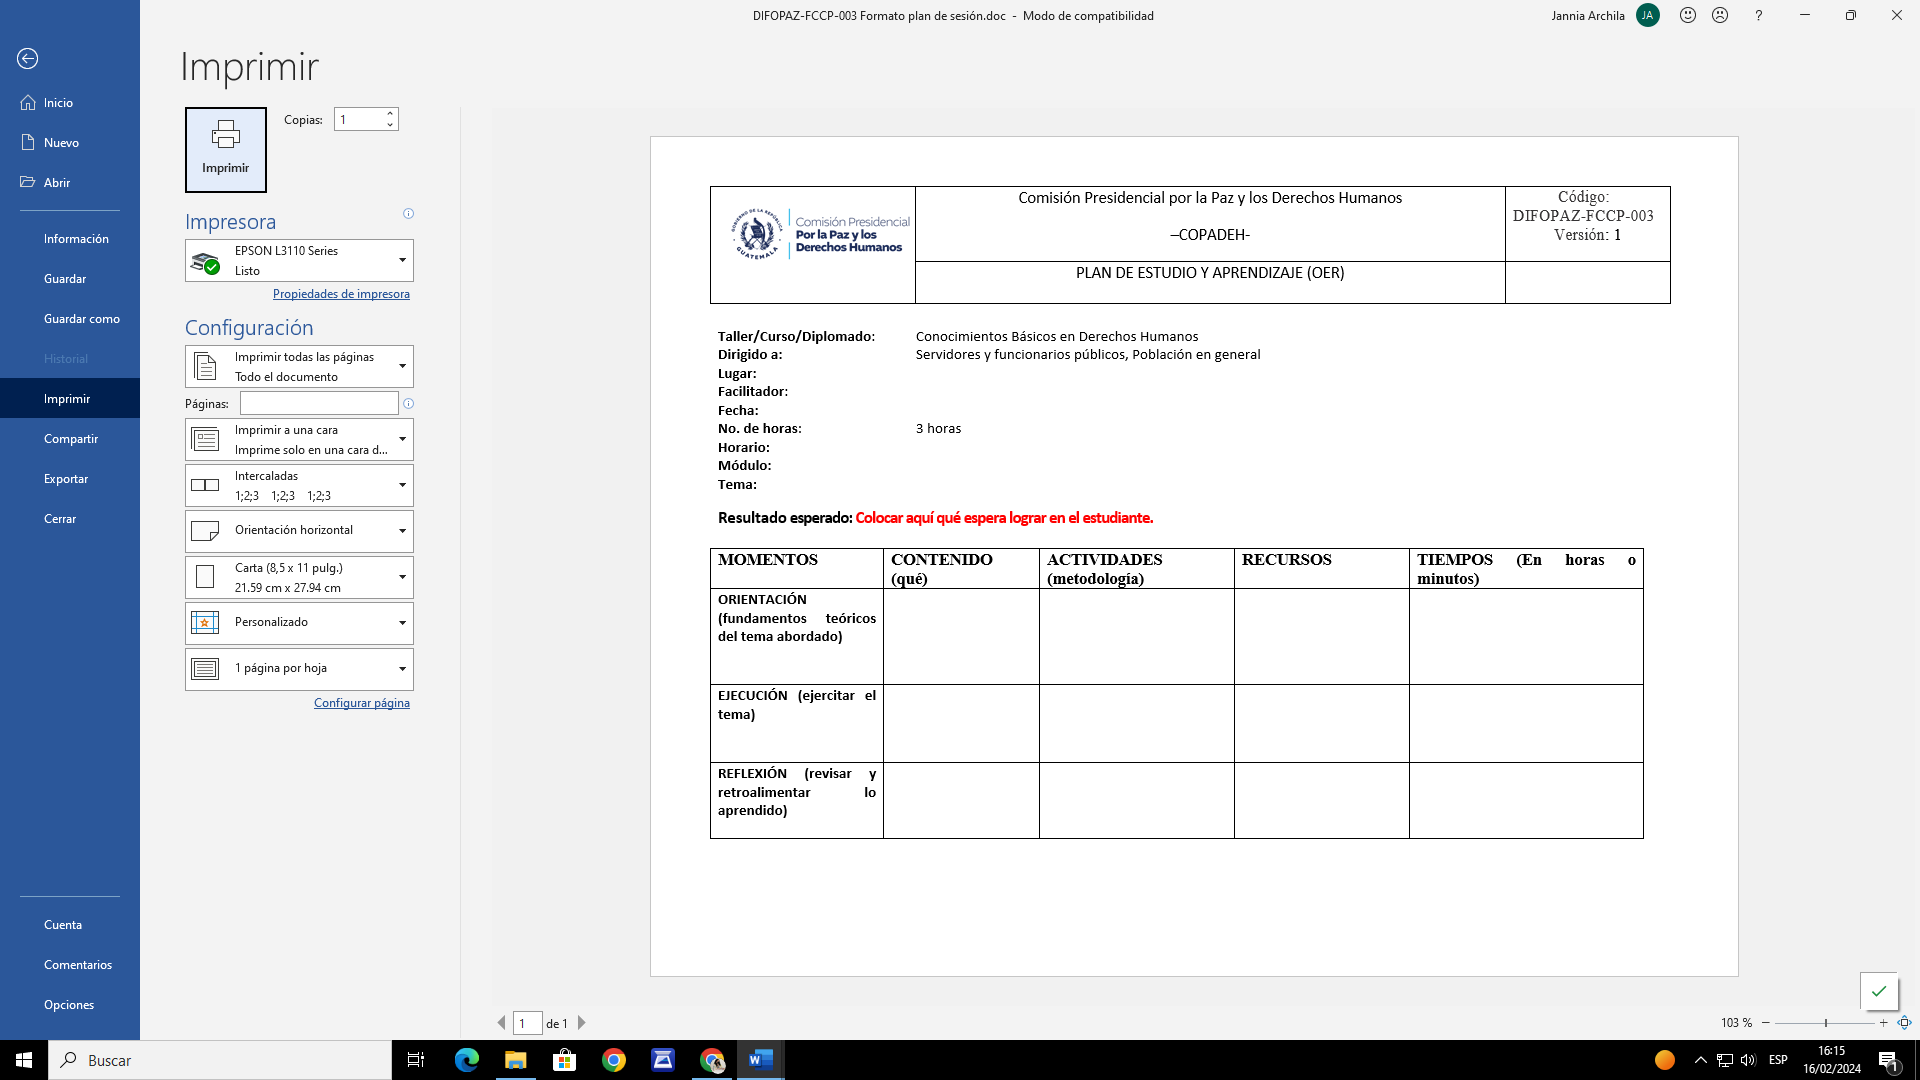 DIFOPAZ-FCCP-003 Formato plan de sesión.doc - Modo de compatibilidad
Jannia Archila
JA
?
Imprimir
Inicio
Nuevo
Abrir
Información
Guardar
Guardar como
Historial
Imprimir
Compartir
Exportar
Cerrar
Cuenta
Comentarios
Opciones
Imprimir
Copias: 1
Impresora
EPSON L3110 Series
Listo
Propiedades de impresora
Configuración
Imprimir todas las páginas
Todo el documento
Páginas:
Imprimir a una cara
Imprime solo en una cara d...
Intercaladas
1;2;3 1;2;3 1;2;3
Orientación horizontal
Carta (8,5 x 11 pulg.)
21.59 cm x 27.94 cm
Personalizado
1 página por hoja
Configurar página
GOBIERNO DE LA REPÚBLICA
GUATEMALA
Comisión Presidencial
Por la Paz y los
Derechos Humanos
Comisión Presidencial por la Paz y los Derechos Humanos
–COPADEH-
PLAN DE ESTUDIO Y APRENDIZAJE (OER)
Código:
DIFOPAZ-FCCP-003
Versión: 1
Taller/Curso/Diplomado: Conocimientos Básicos en Derechos Humanos
Dirigido a: Servidores y funcionarios públicos, Población en general
Lugar:
Facilitador:
Fecha:
No. de horas: 3 horas
Horario:
Módulo:
Tema:
Resultado esperado: Colocar aquí qué espera lograr en el estudiante.
MOMENTOS
CONTENIDO
(qué)
ACTIVIDADES
(metodología)
RECURSOS
TIEMPOS (En horas o
minutos)
ORIENTACIÓN
(fundamentos teóricos
del tema abordado)
EJECUCIÓN (ejercitar el
tema)
REFLEXIÓN (revisar y
retroalimentar lo
aprendido)
1 de 1
103 %
Buscar
ESP
16:15
16/02/2024
1